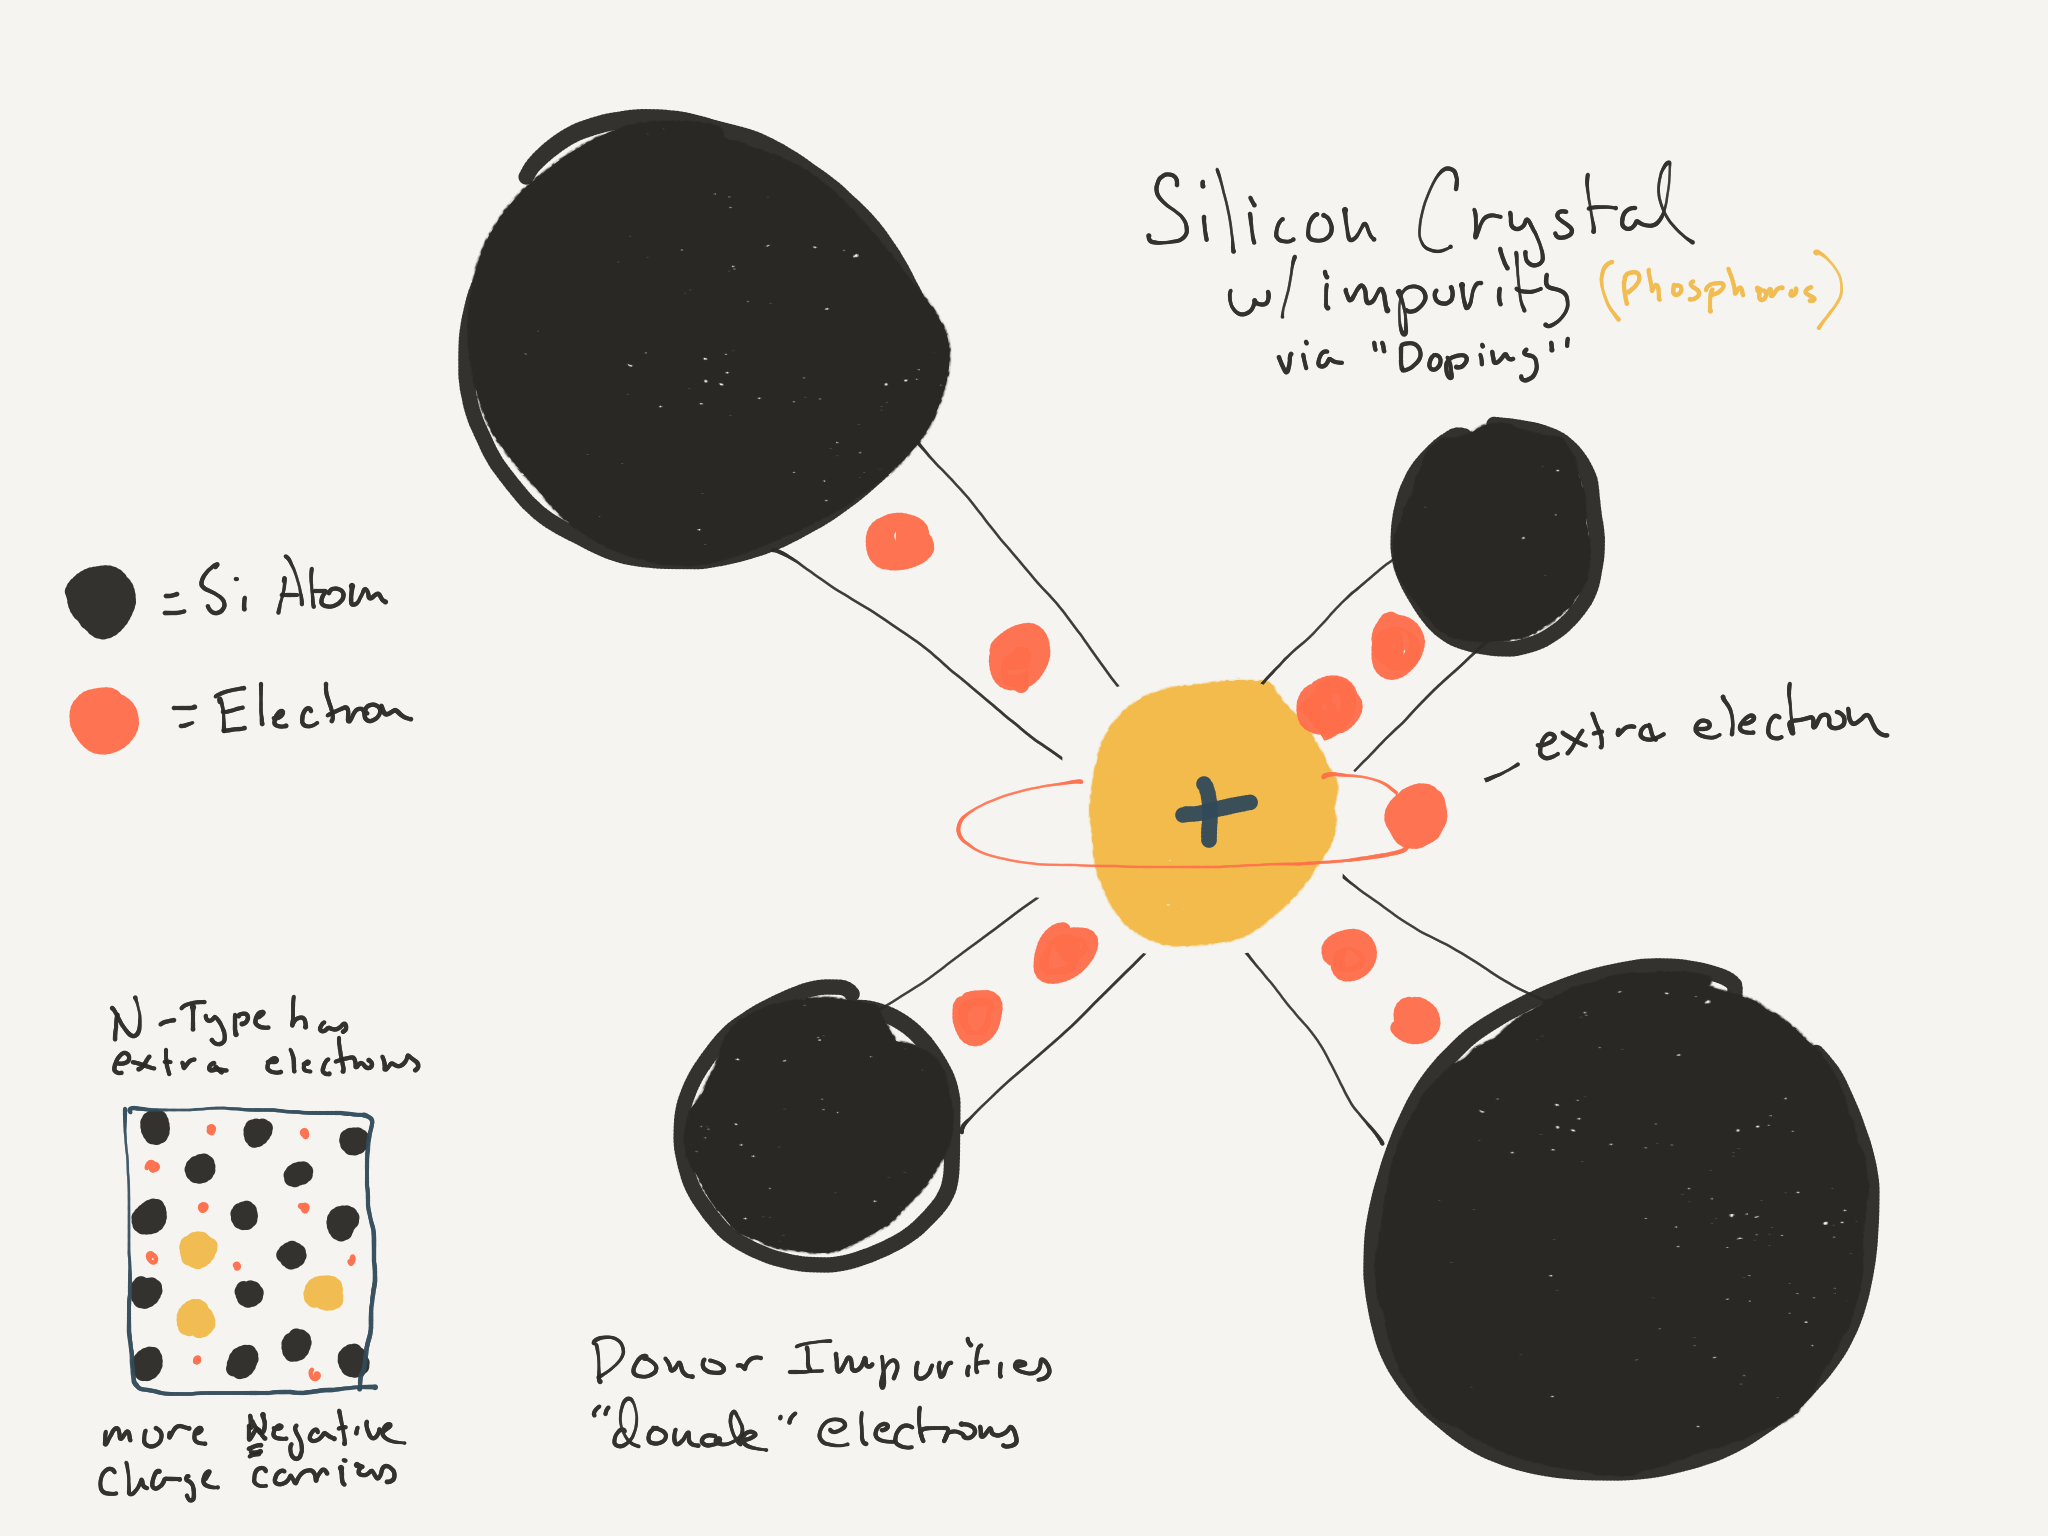 Silicon Crystal
w/ impurity (Phosphorus)
via "Doping"
= Si Atom
= Electron
extra electron
+
N-Type has
extra electrons
more Negative
charge carriers
Donor Impurities
"donate" electrons